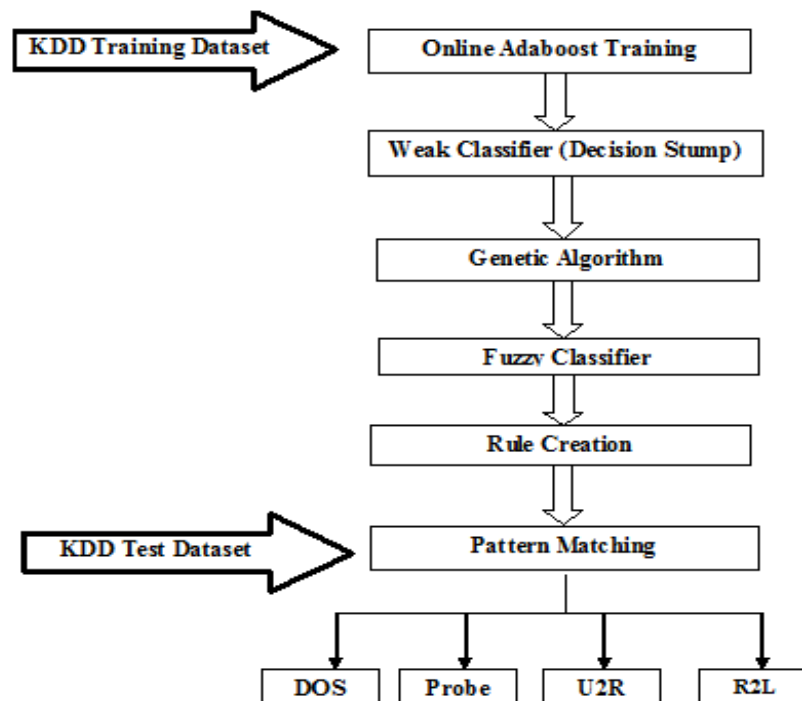 KDD Training Dataset
Online Adaboost Training
Weak Classifier (Decision Stump)
Genetic Algorithm
Fuzzy Classifier
Rule Creation
KDD Test Dataset
Pattern Matching
DOS
Probe
U2R
R2L